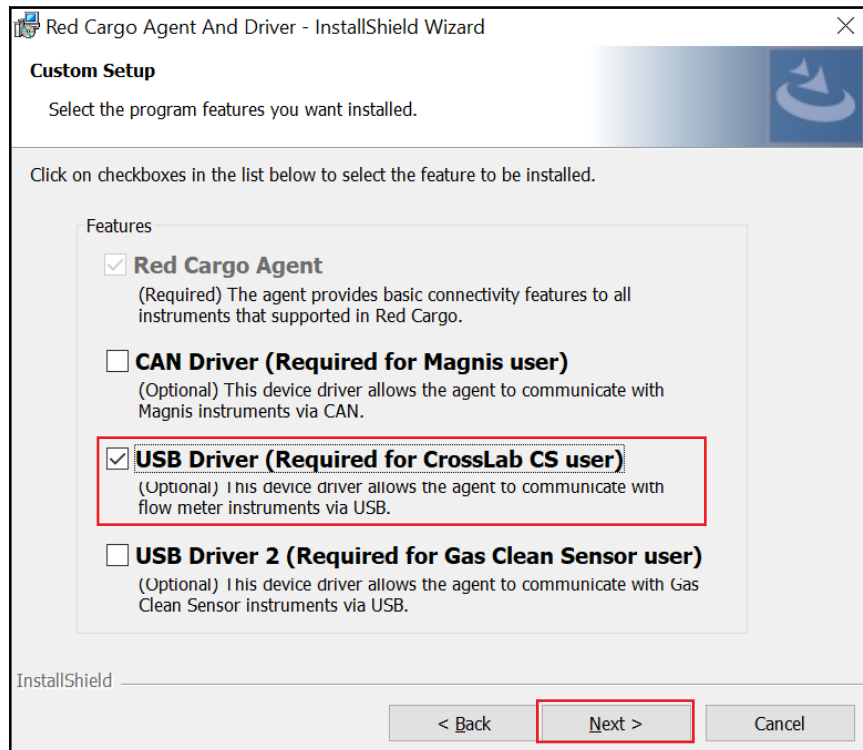 Red Cargo Agent And Driver - InstallShield Wizard
Custom Setup
Select the program features you want installed.
Click on checkboxes in the list below to select the feature to be installed.
Features
Red Cargo Agent
(Required) The agent provides basic connectivity features to all
instruments that supported in Red Cargo.
CAN Driver (Required for Magnis user)
(Optional) This device driver allows the agent to communicate with
Magnis instruments via CAN.
USB Driver (Required for CrossLab CS user)
(Optional) This device driver allows the agent to communicate with
flow meter instruments via USB.
USB Driver 2 (Required for Gas Clean Sensor user)
(Optional) This device driver allows the agent to communicate with Gas
Clean Sensor instruments via USB.
InstallShield
< Back
Next >
Cancel